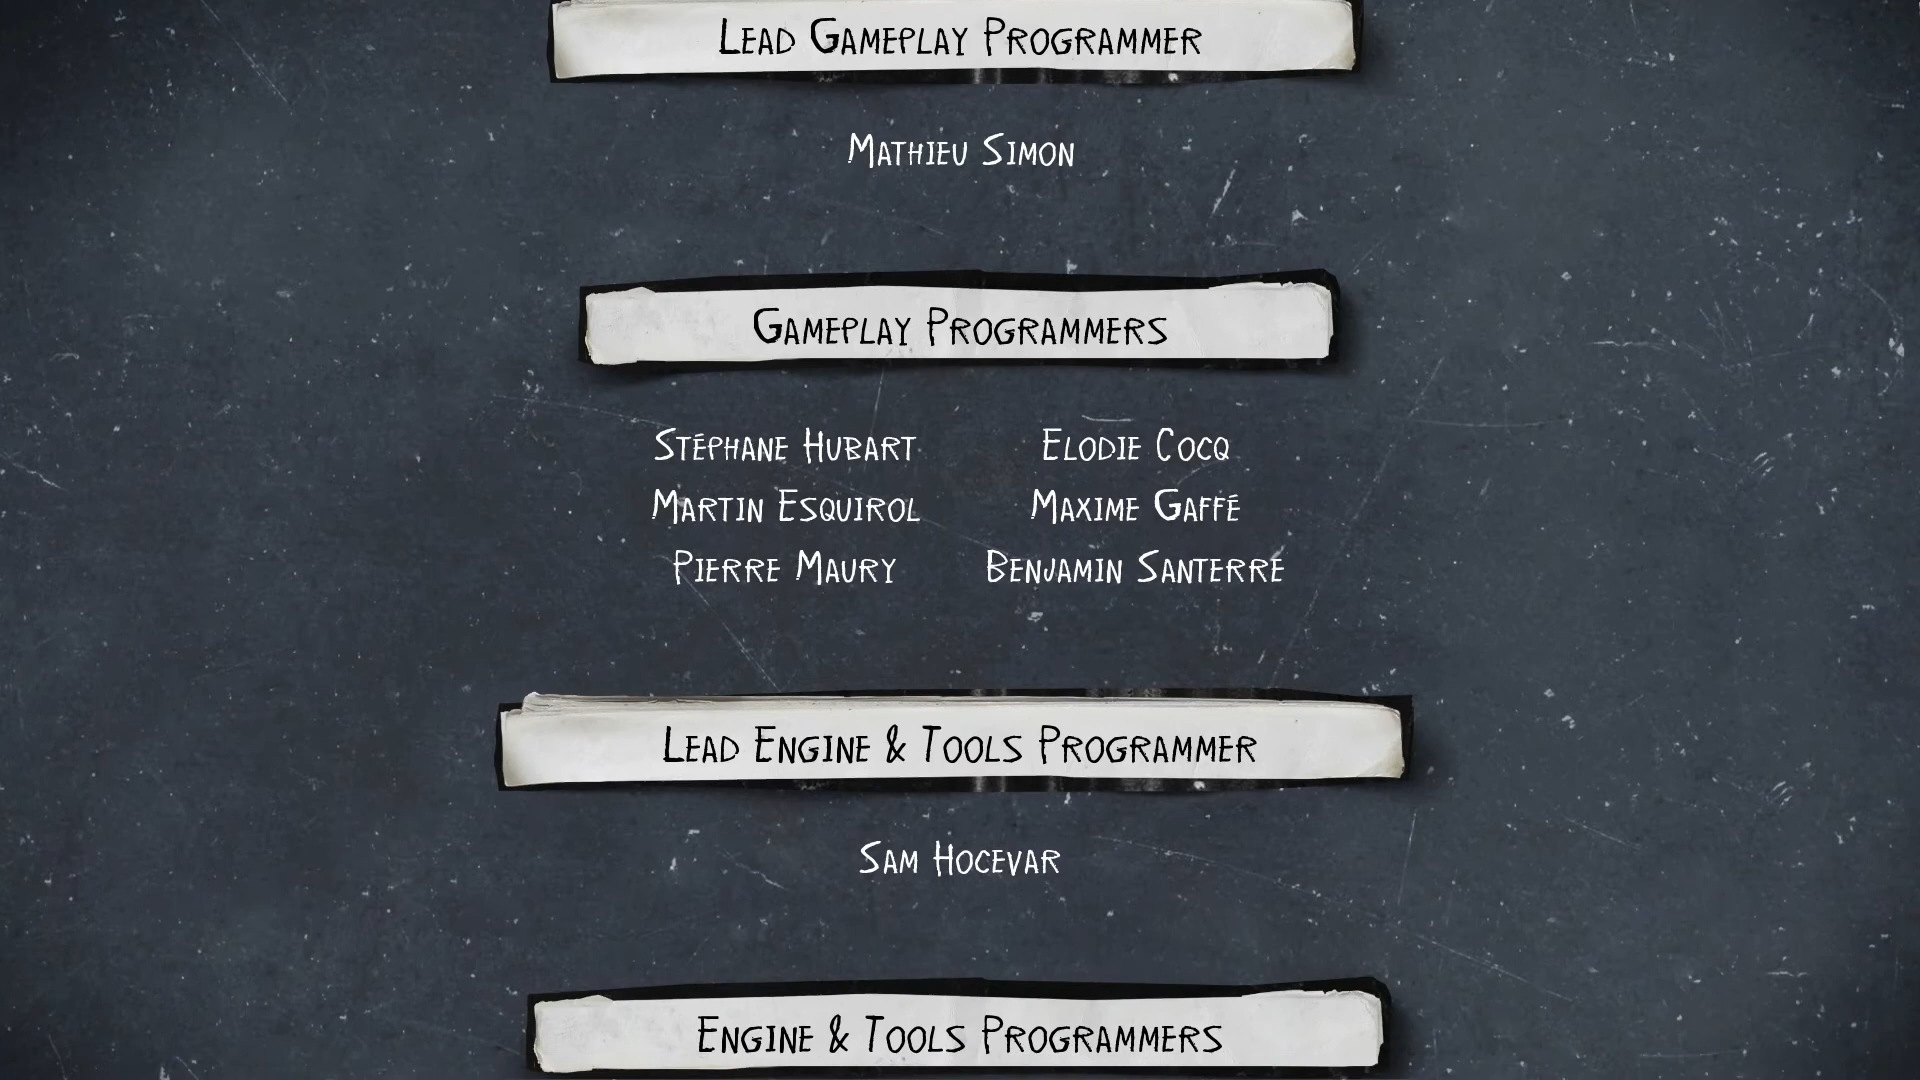 Lead Gameplay Programmer
Mathieu Simon
Gameplay Programmers
Stéphane Hubart Elodie Cocq
Martin Esquirol Maxime Gaffé
Pierre Maury Benjamin Santerre
Lead Engine & Tools Programmer
Sam Hocevar
Engine & Tools Programmers